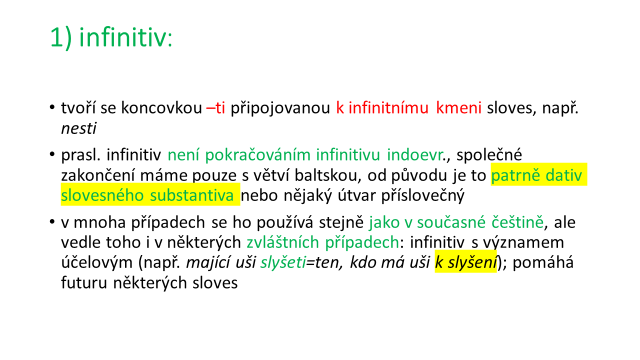 1) infinitiv:
• tvoří se koncovkou –ti připojovanou k infinitnímu kmeni sloves, např.
nesti
• prasl. infinitiv není pokračováním infinitivu indoevr., společné
zakončení máme pouze s větví baltskou, od původu je to patrně dativ
slovesného substantiva nebo nějaký útvar příslovečný
• v mnoha případech se ho používá stejně jako v současné češtině, ale
vedle toho i v některých zvláštních případech: infinitiv s významem
účelovým (např. mající uši slyšeti=ten, kdo má uši k slyšení); pomáhá
futuru některých sloves